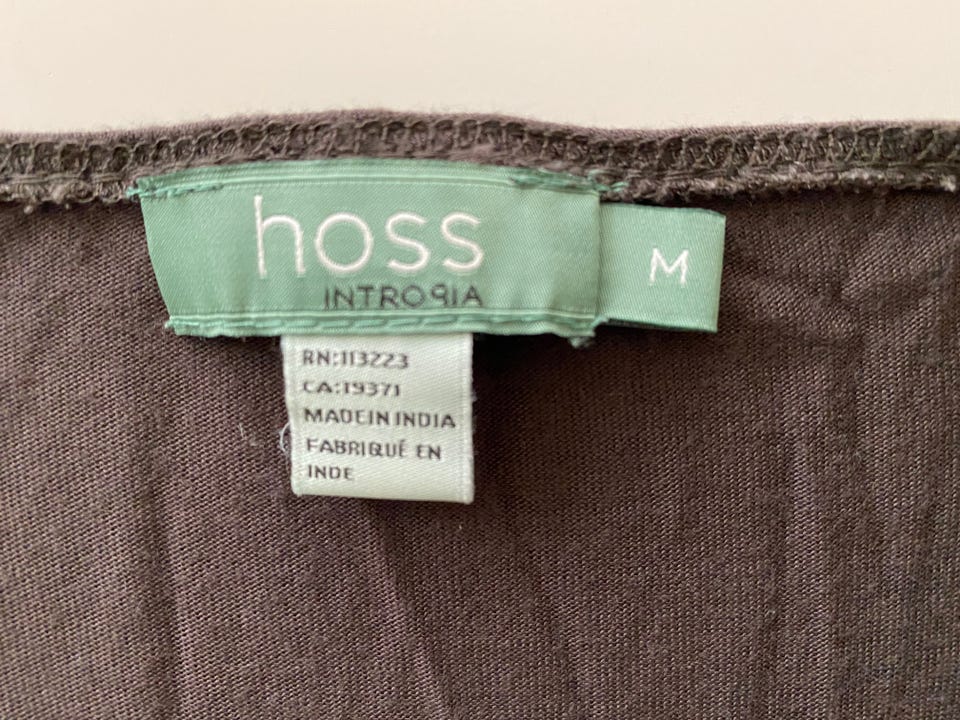 hoss
INTROPIA
M
RN:113223
CA:19371
MADE IN INDIA
FABRIQUÉ EN
INDE